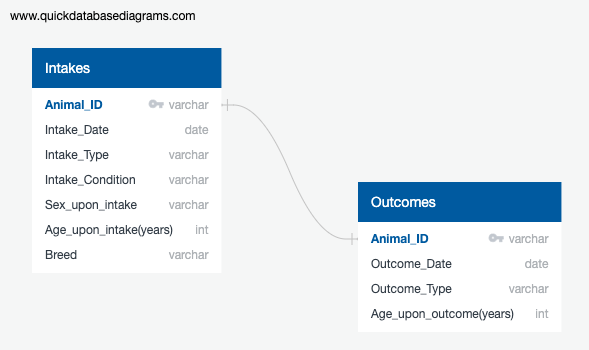 www.quickdatabasediagrams.com
Intakes
Animal_ID varchar
Intake_Date date
Intake_Type varchar
Intake_Condition varchar
Sex_upon_intake varchar
Age_upon_intake(years) int
Breed varchar
Outcomes
Animal_ID varchar
Outcome_Date date
Outcome_Type varchar
Age_upon_outcome(years) int